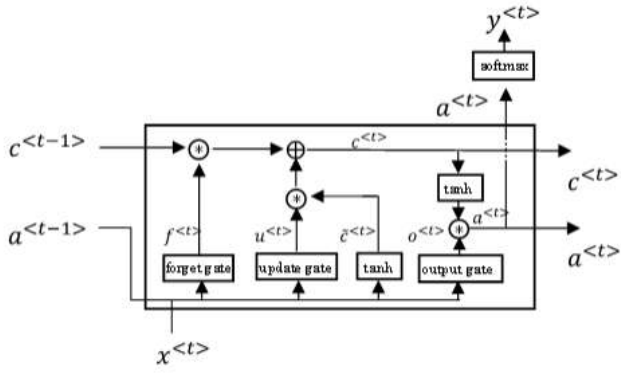 y<t>
softmax
a<t>
c<t-1>
c<t>
c<t>
tanh
a<t-1>
f<t>
u<t>
c̃<t>
o<t>
a<t>
a<t>
forget gate
update gate
tanh
output gate
x<t>